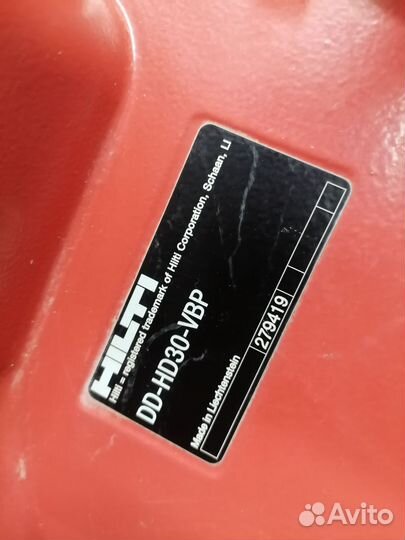 HILTI
Hilti = registered trademark of Hilti Corporation, Schaan, LI
DD-HD30-VBP
Made in Liechtenstein
279419
Avito